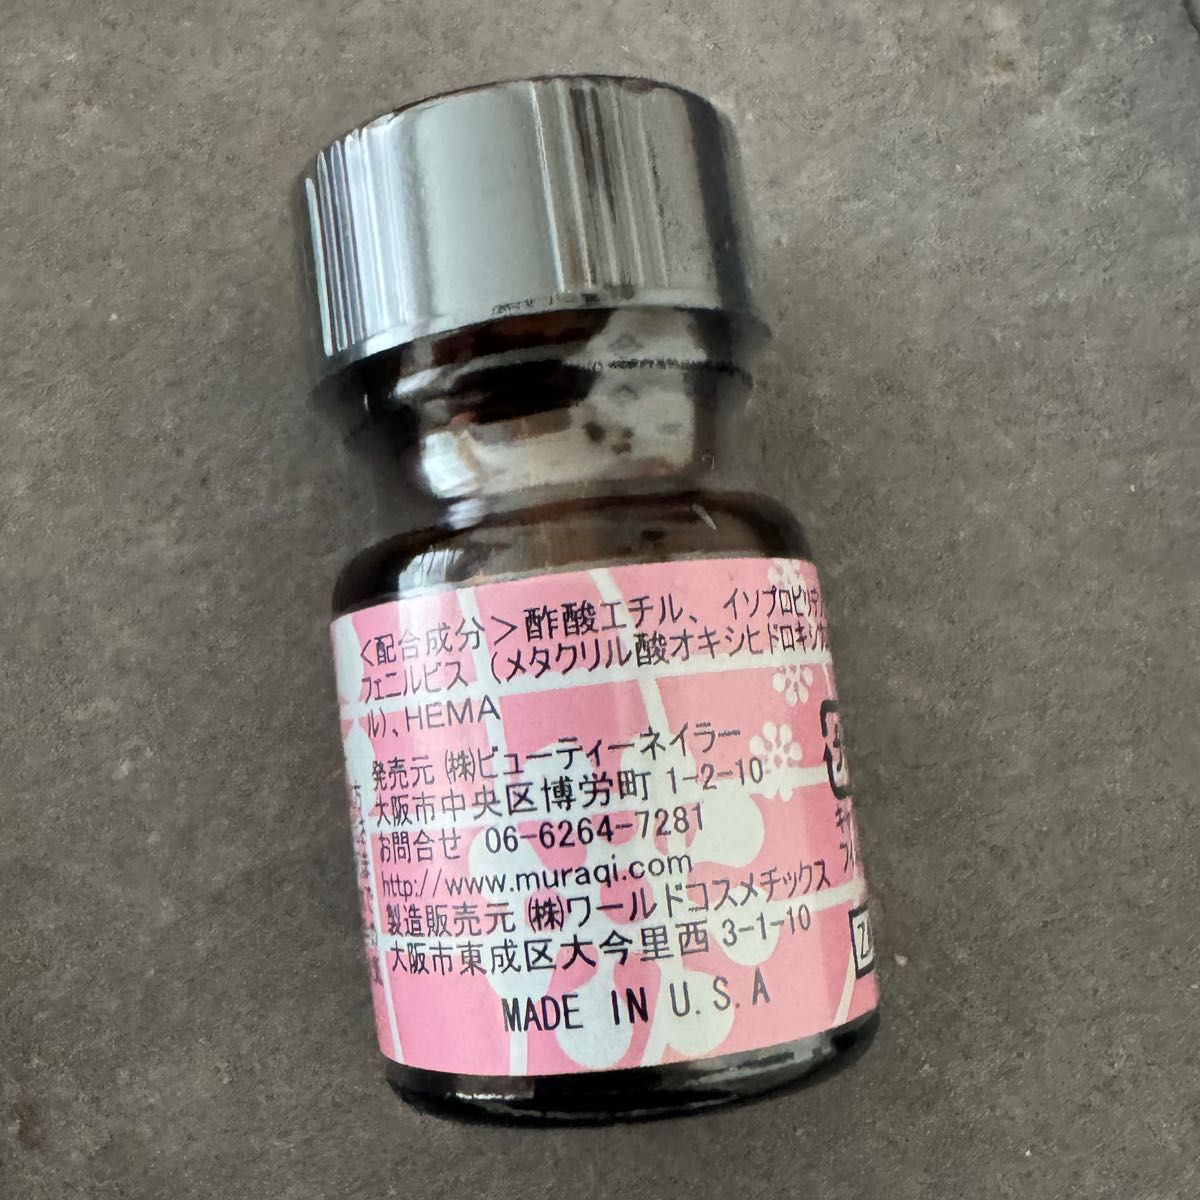 <配合成分>酢酸エチル、イソプロピリデン
フェニルビス (メタクリル酸オキシヒドロキシ
ル)、HEMA
発売元 ㈱ビューティーネイラー
大阪市中央区博労町 1-2-10
お問合せ 06-6264-7281
http://www.muraqi.com
製造販売元 ㈱ワールドコスメチックス
大阪市東成区大今里西 3-1-10
MADE IN U.S.A